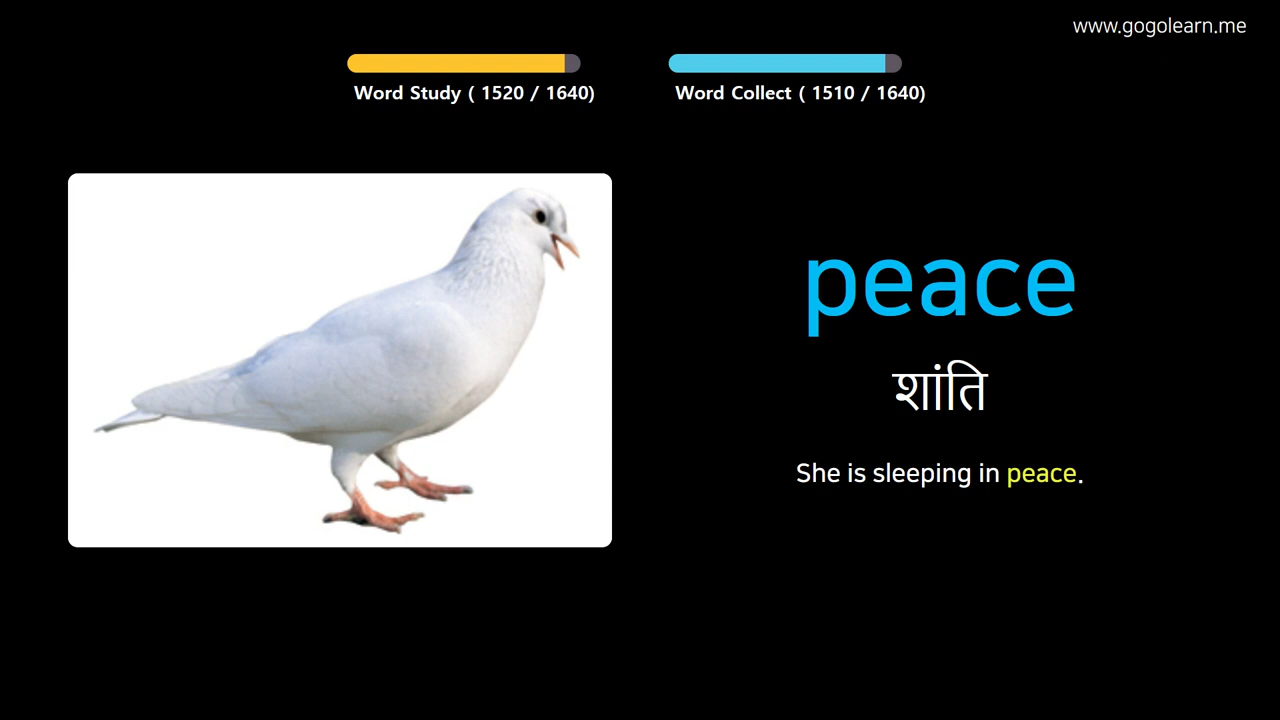 www.gogolearn.me
Word Study ( 1520 / 1640)
Word Collect ( 1510 / 1640)
peace
शांति
She is sleeping in peace.